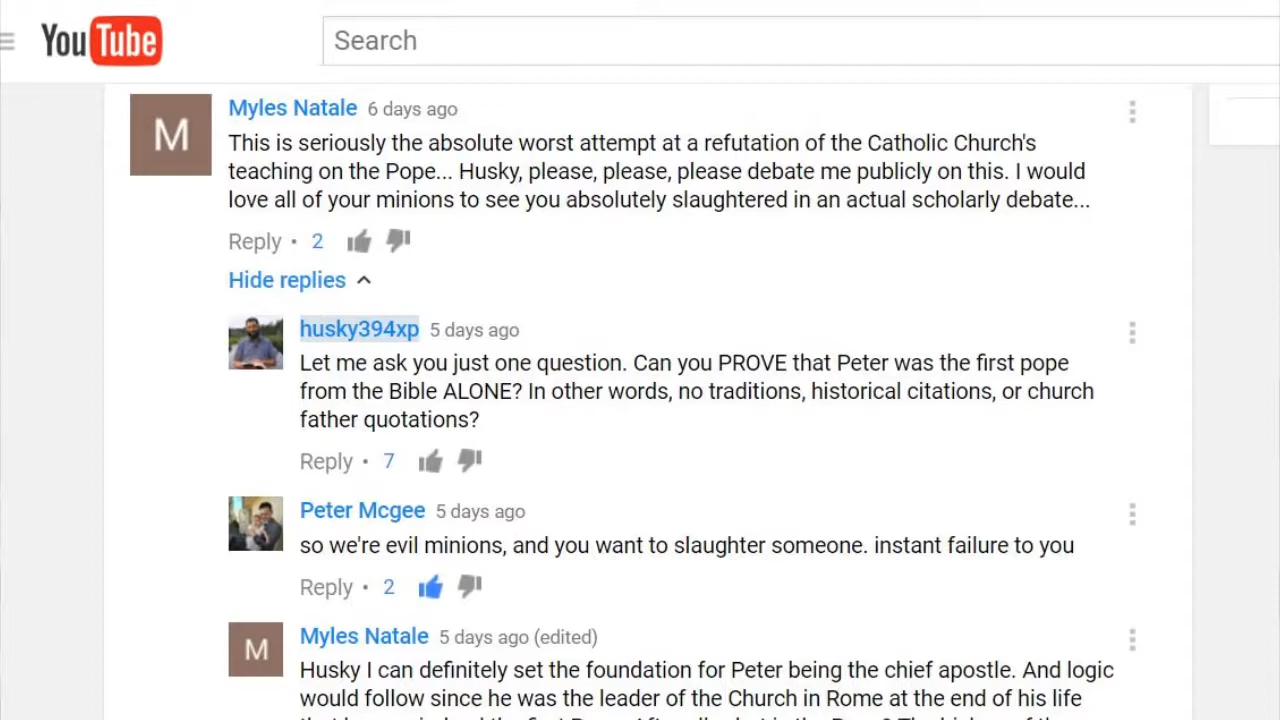 YouTube
Search
M
Myles Natale 6 days ago
This is seriously the absolute worst attempt at a refutation of the Catholic Church's
teaching on the Pope... Husky, please, please, please debate me publicly on this. I would
love all of your minions to see you absolutely slaughtered in an actual scholarly debate...
Reply • 2
Hide replies
husky394xp 5 days ago
Let me ask you just one question. Can you PROVE that Peter was the first pope
from the Bible ALONE? In other words, no traditions, historical citations, or church
father quotations?
Reply • 7
Peter Mcgee 5 days ago
so we're evil minions, and you want to slaughter someone. instant failure to you
Reply • 2
M
Myles Natale 5 days ago (edited)
Husky I can definitely set the foundation for Peter being the chief apostle. And logic
would follow since he was the leader of the Church in Rome at the end of his life